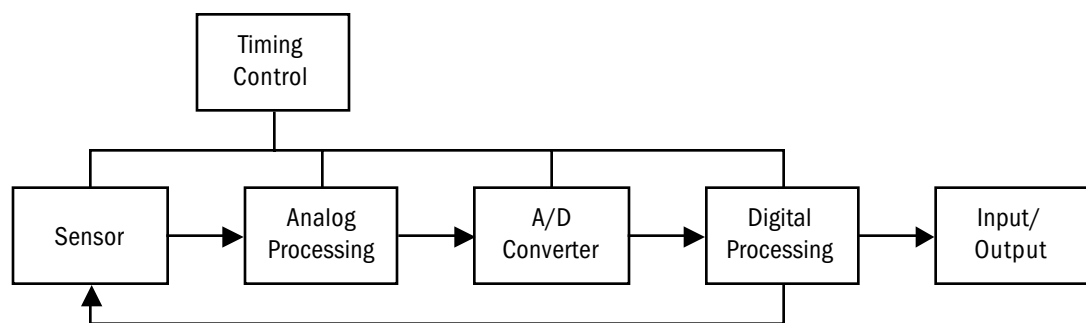 Timing
Control
Sensor
Analog
Processing
A/D
Converter
Digital
Processing
Input/
Output